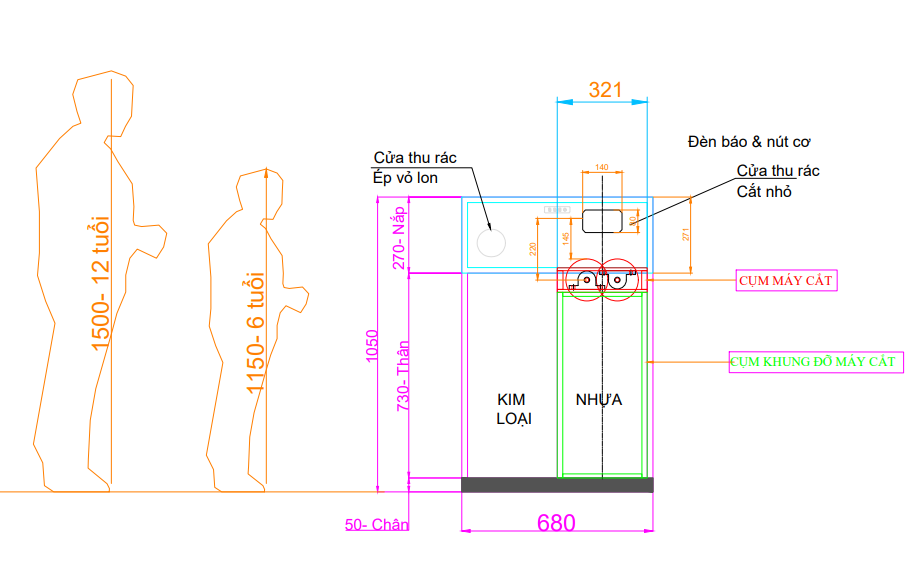 321
Đèn báo & nút cơ
Cửa thu rác
Ép vỏ lon
140
Cửa thu rác
Cắt nhỏ
80
270- Nắp
220
145
271
1500- 12 tuổi
1150- 6 tuổi
CỤM MÁY CẮT
1050
730- Thân
CỤM KHUNG ĐỠ MÁY CẮT
KIM
LOẠI
NHỰA
50- Chân
680